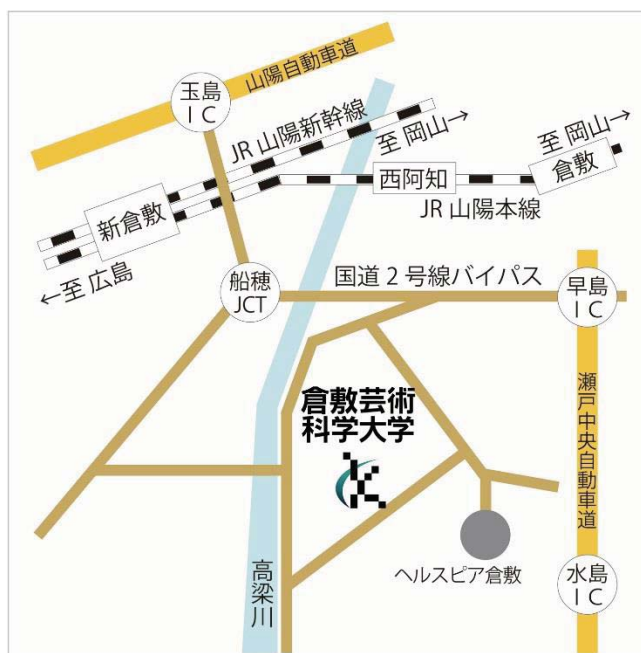 山陽自動車道
玉島
IC
JR 山陽新幹線
至 岡山→
至 岡山→
新倉敷
西阿知
倉敷
JR 山陽本線
←至 広島
船穂
JCT
国道 2 号線バイパス
早島
IC
倉敷芸術
科学大学
瀬戸中央自動車道
高梁川
ヘルスピア倉敷
水島
IC